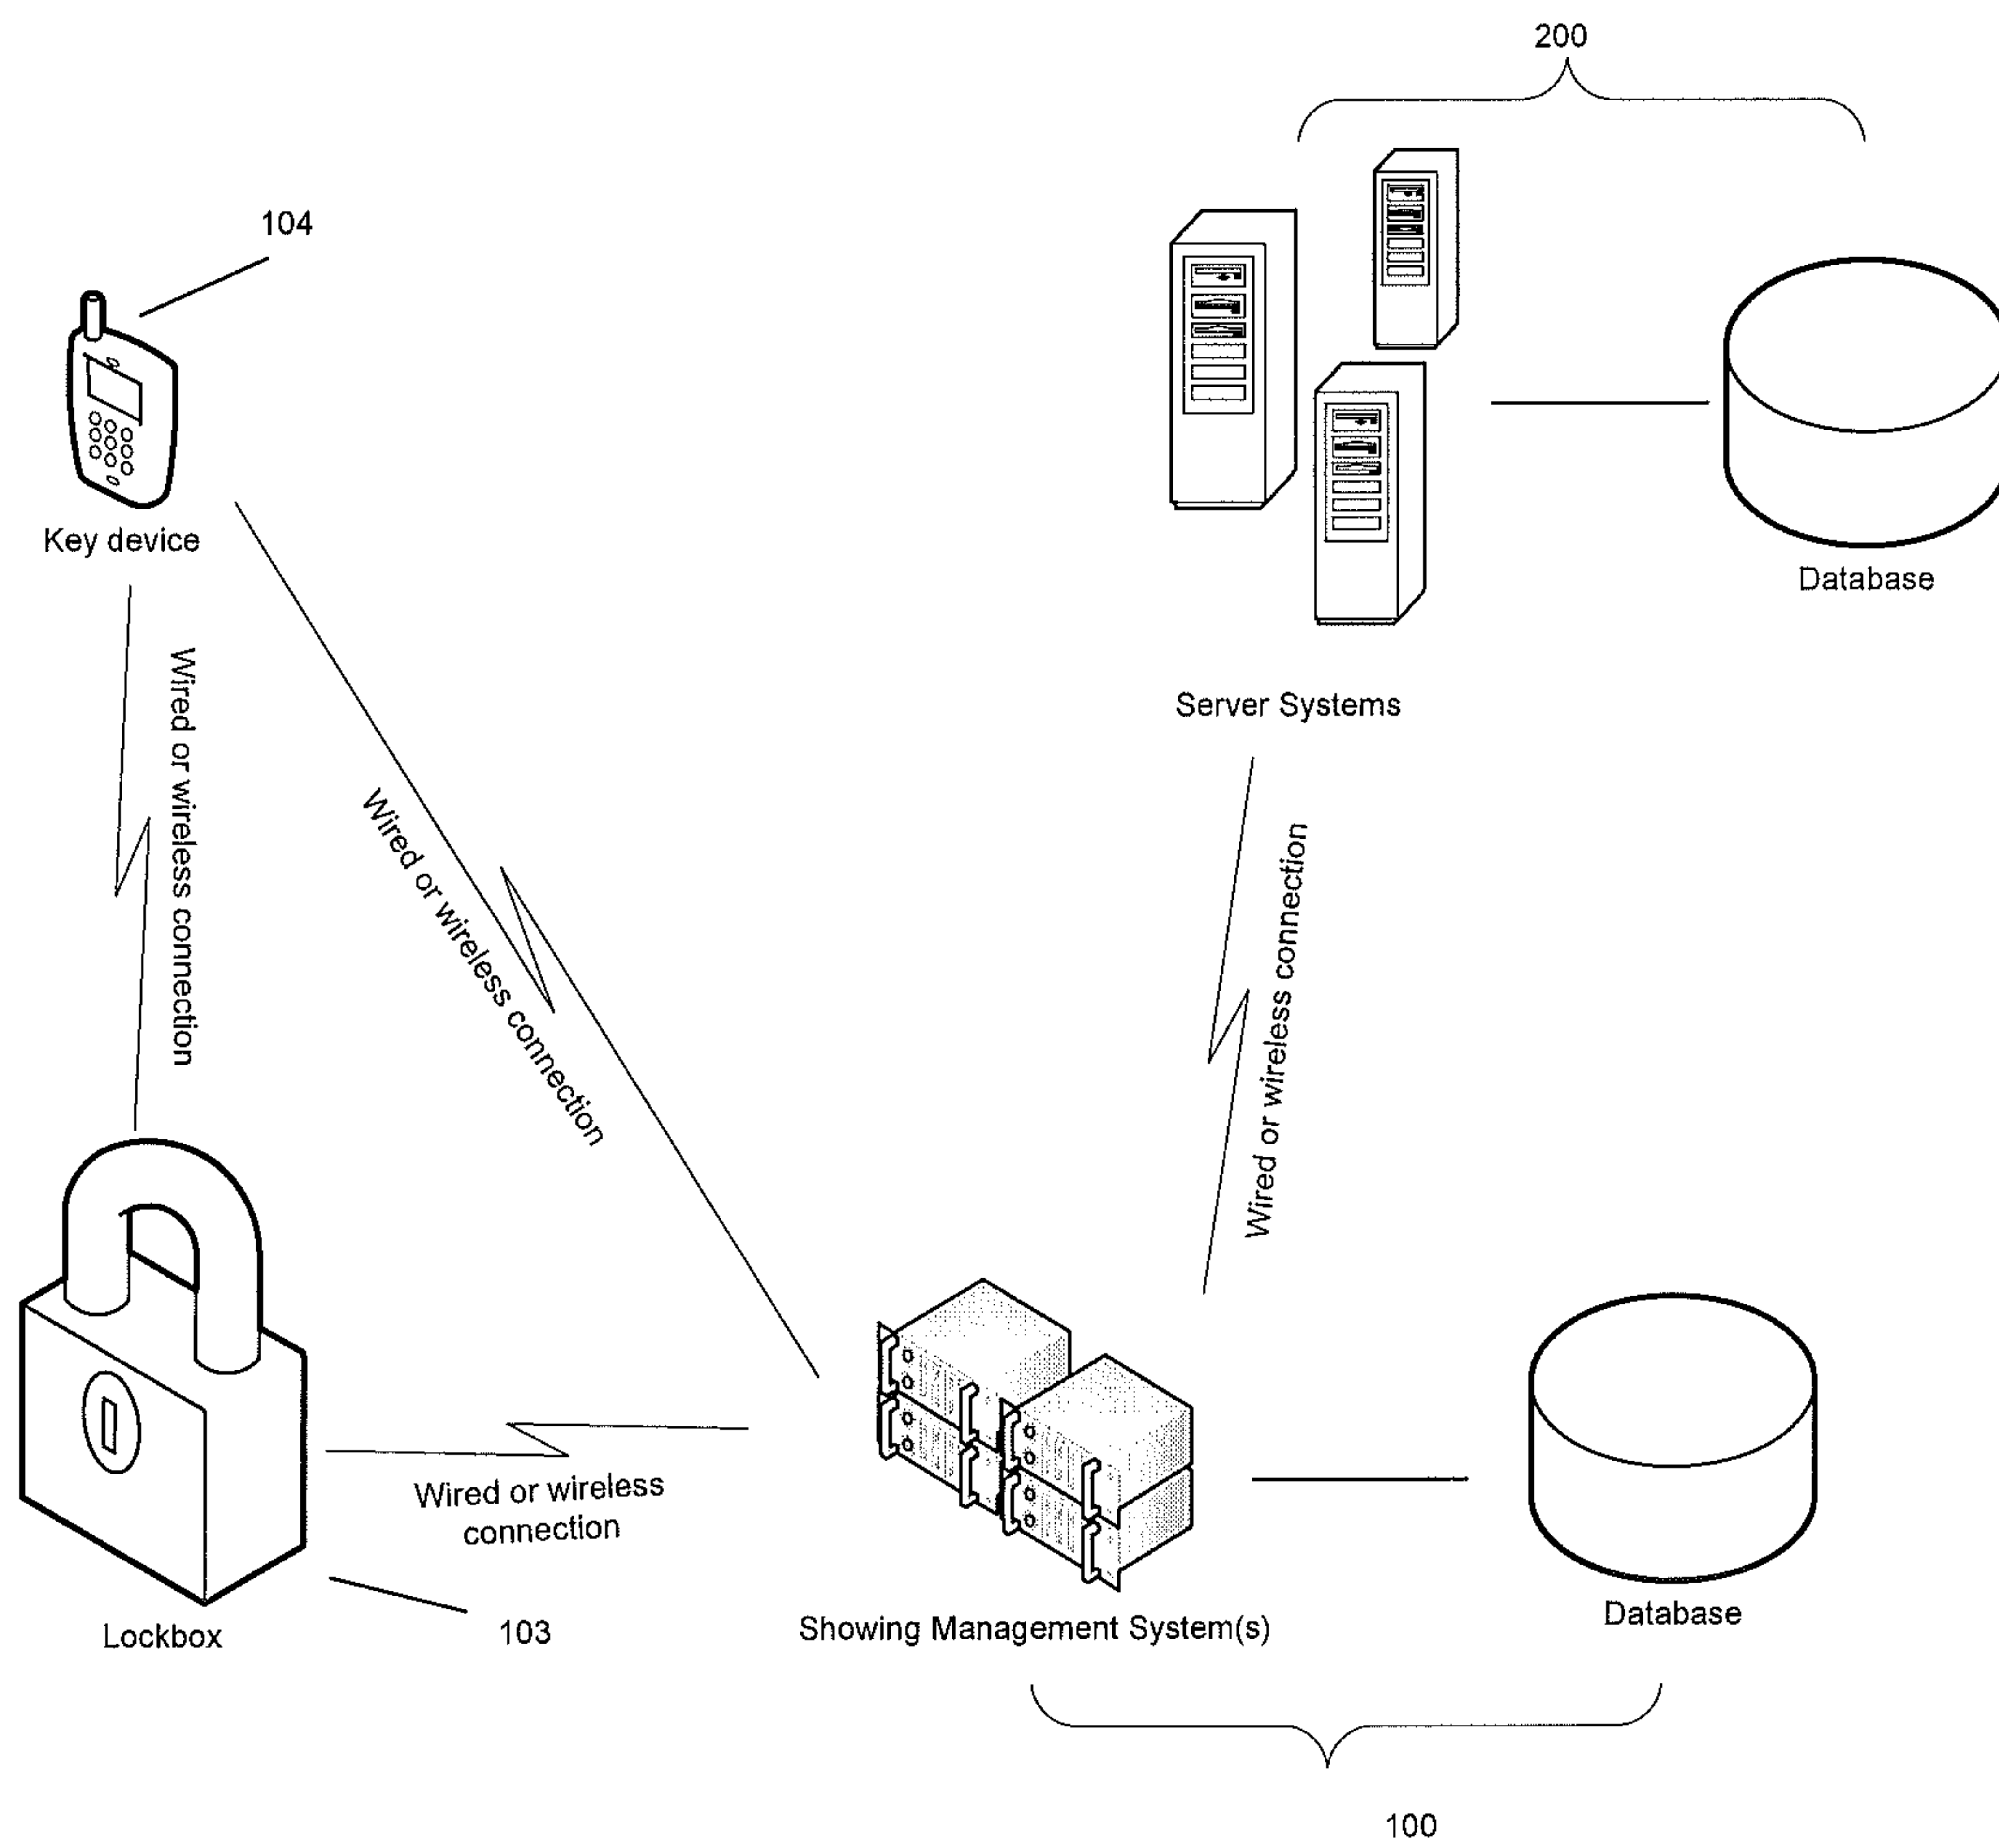 200
104
Key device
Database
Server Systems
Wired or wireless connection
Wired or wireless connection
Wired or wireless connection
Wired or wireless
connection
Lockbox
103
Showing Management System(s)
Database
100